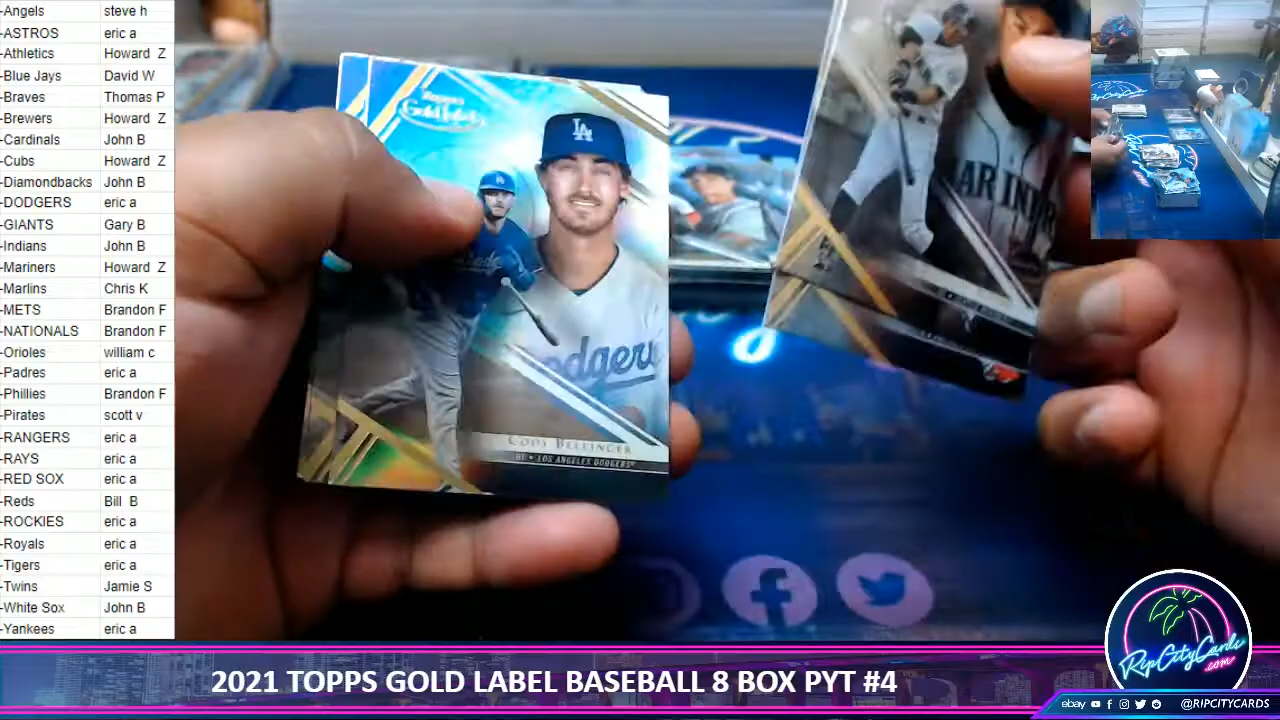 -Angels steve h
-ASTROS eric a
-Athletics Howard Z
-Blue Jays David W
-Braves Thomas P
-Brewers Howard Z
-Cardinals John B
-Cubs Howard Z
-Diamondbacks John B
-DODGERS eric a
-GIANTS Gary B
-Indians John B
-Mariners Howard Z
-Marlins Chris K
-METS Brandon F
-NATIONALS Brandon F
-Orioles william c
-Padres eric a
-Phillies Brandon F
-Pirates scott v
-RANGERS eric a
-RAYS eric a
-RED SOX eric a
-Reds Bill B
-ROCKIES eric a
-Royals eric a
-Tigers eric a
-Twins Jamie S
-White Sox John B
-Yankees eric a
Topps
Gold Label
LA
Dodgers
CODY BELLINGER
LOS ANGELES DODGERS
MARINER
RipCityCards
.com
2021 TOPPS GOLD LABEL BASEBALL 8 BOX PYT #4
ebay @RIPCITYCARDS